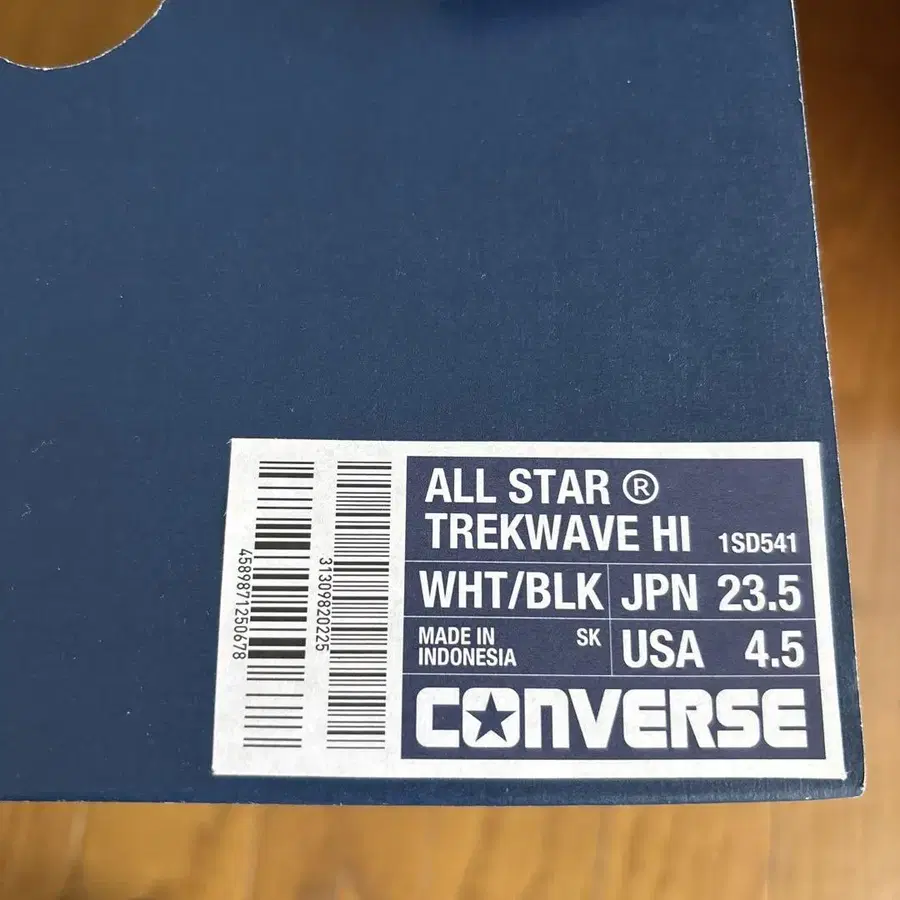 ALL STAR ®
TREKWAVE HI 1SD541
WHT/BLK JPN 23.5
MADE IN INDONESIA SK USA 4.5
CONVERSE
4589871250678
31309820225